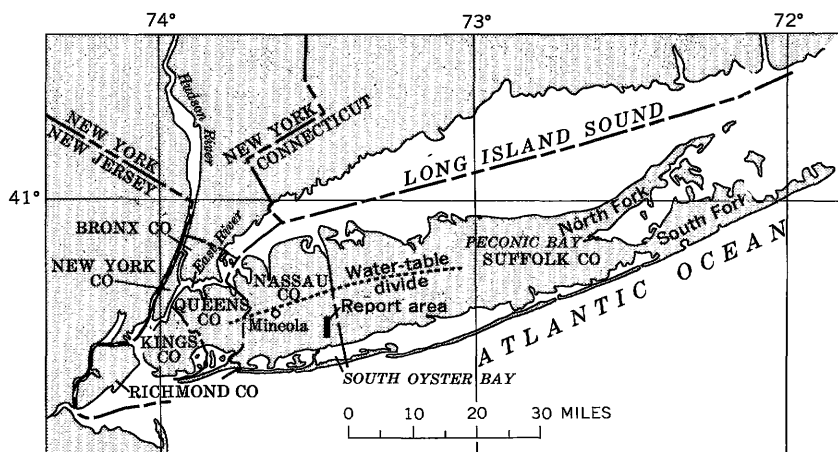 74°
73°
72°
Hudson
River
NEW YORK
NEW JERSEY
NEW YORK
CONNECTICUT
LONG ISLAND SOUND
41°
BRONX CO
East River
North Fork
South Fork
PECONIC BAY
SUFFOLK CO
NEW YORK
CO
NASSAU
CO
Water-table
divide
QUEENS
CO
Mineola
Report area
ATLANTIC OCEAN
KINGS
CO
RICHMOND CO
SOUTH OYSTER BAY
0 10 20 30 MILES